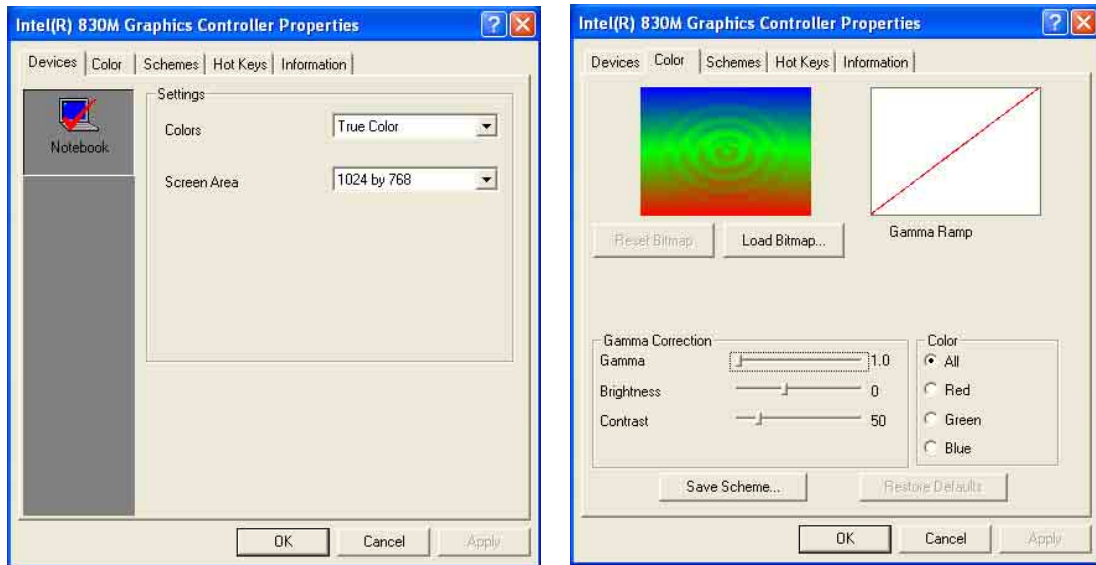 Intel(R) 830M Graphics Controller Properties
Devices Color Schemes Hot Keys Information
Notebook
Settings
Colors True Color
Screen Area 1024 by 768
OK Cancel Apply
Intel(R) 830M Graphics Controller Properties
Devices Color Schemes Hot Keys Information
Reset Bitmap Load Bitmap...
Gamma Ramp
Gamma Correction
Gamma 1.0
Brightness 0
Contrast 50
Color
All
Red
Green
Blue
Save Scheme... Restore Defaults
OK Cancel Apply